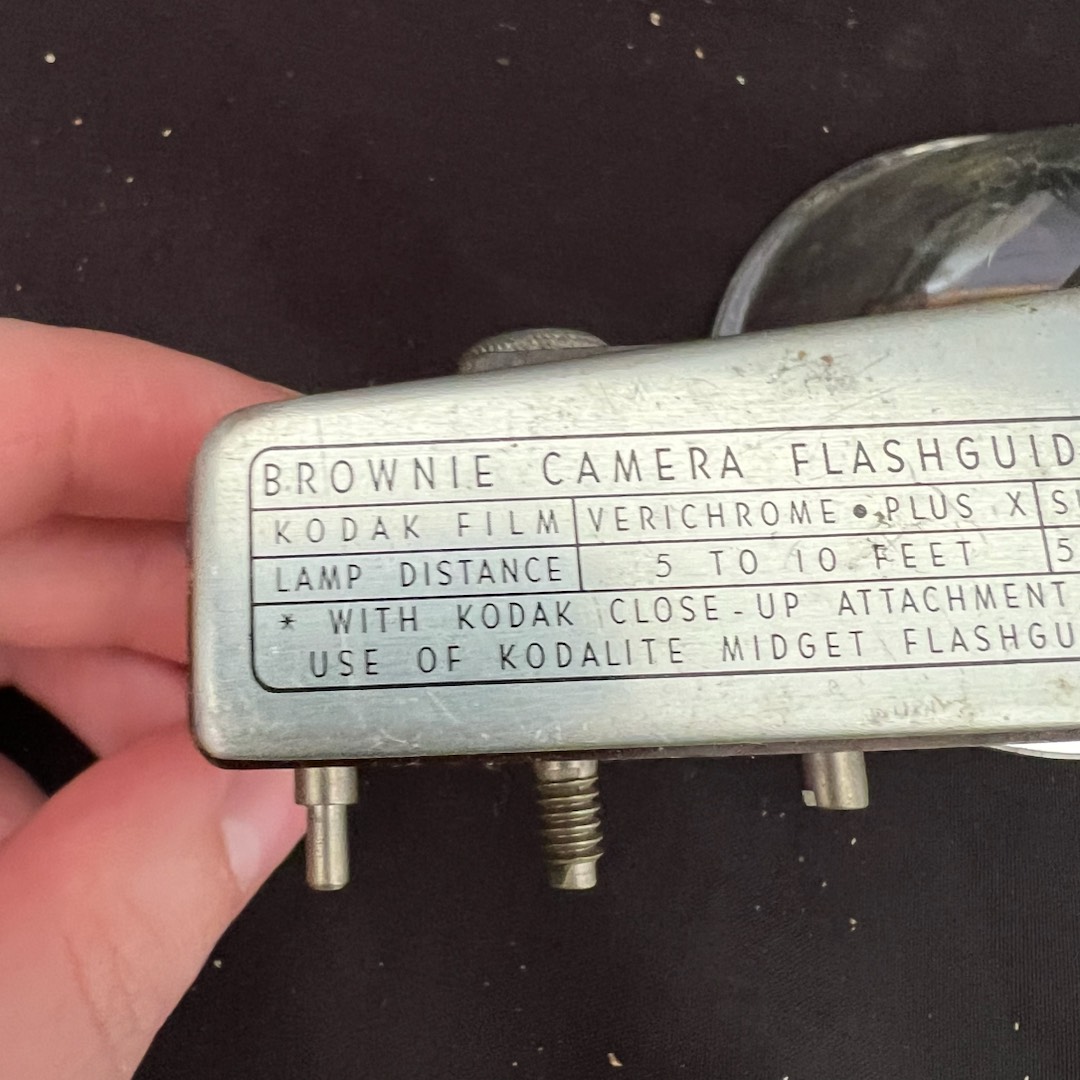 BROWNIE CAMERA FLASHGUID
KODAK FILM VERICHROME • PLUS X
LAMP DISTANCE 5 TO 10 FEET 5
* WITH KODAK CLOSE-UP ATTACHMENT
USE OF KODALITE MIDGET FLASHGU